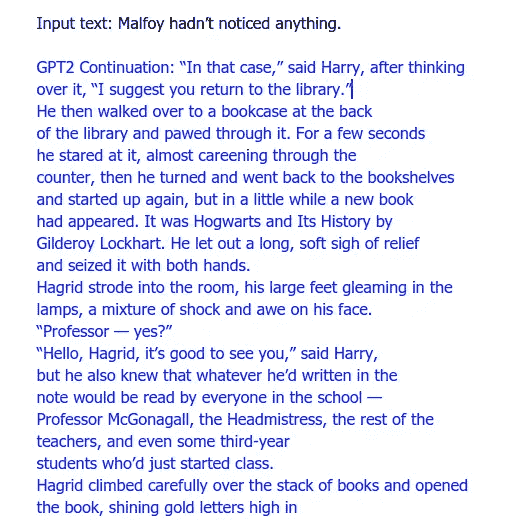 Input text: Malfoy hadn’t noticed anything.
GPT2 Continuation: “In that case,” said Harry, after thinking
over it, “I suggest you return to the library.”
He then walked over to a bookcase at the back
of the library and pawed through it. For a few seconds
he stared at it, almost careening through the
counter, then he turned and went back to the bookshelves
and started up again, but in a little while a new book
had appeared. It was Hogwarts and Its History by
Gilderoy Lockhart. He let out a long, soft sigh of relief
and seized it with both hands.
Hagrid strode into the room, his large feet gleaming in the
lamps, a mixture of shock and awe on his face.
“Professor — yes?”
“Hello, Hagrid, it’s good to see you,” said Harry,
but he also knew that whatever he’d written in the
note would be read by everyone in the school —
Professor McGonagall, the Headmistress, the rest of the
teachers, and even some third-year
students who’d just started class.
Hagrid climbed carefully over the stack of books and opened
the book, shining gold letters high in